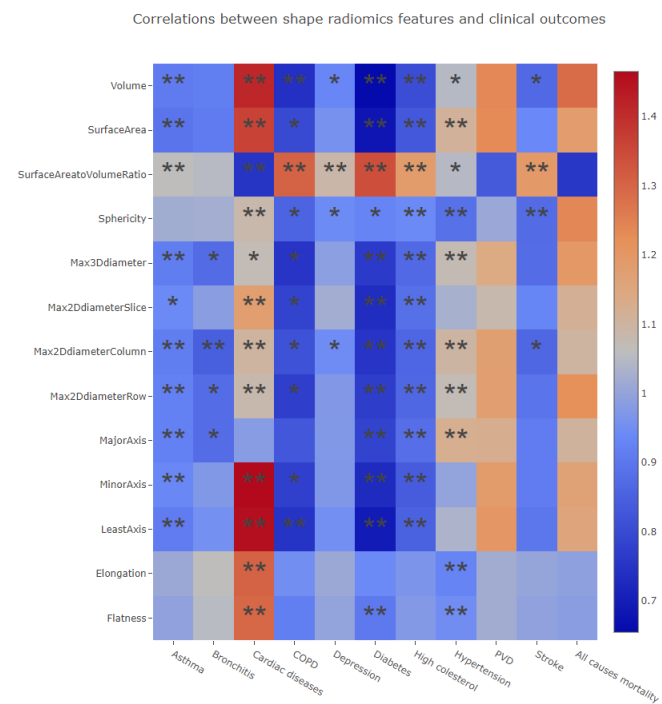 Correlations between shape radiomics features and clinical outcomes
Volume
SurfaceArea
SurfaceAreatoVolumeRatio
Sphericity
Max3Ddiameter
Max2DdiameterSlice
Max2DdiameterColumn
Max2DdiameterRow
MajorAxis
MinorAxis
LeastAxis
Elongation
Flatness
** ** ** * ** ** * *
** ** * ** ** **
** ** ** ** ** ** * **
** * * * ** ** **
** * * * ** ** **
* ** * ** **
** ** ** * * ** ** ** *
** * ** * ** ** **
** * ** ** **
** ** * ** **
** ** ** ** **
** **
** ** **
Asthma
Bronchitis
Cardiac diseases
COPD
Depression
Diabetes
High colesterol
Hypertension
PVD
Stroke
All causes mortality
1.4
1.3
1.2
1.1
1
0.9
0.8
0.7